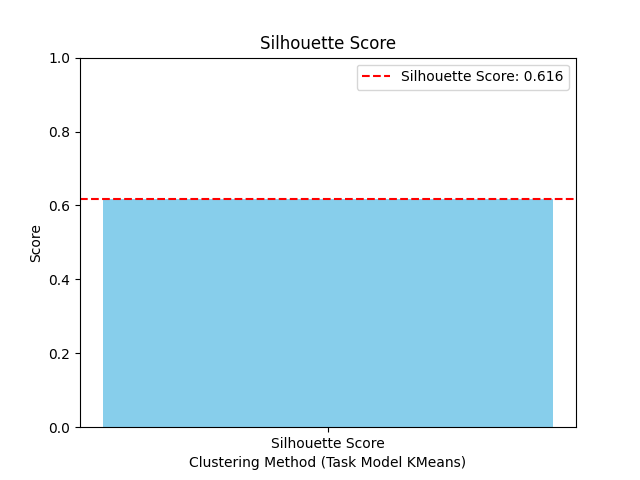 Silhouette Score
1.0
Silhouette Score: 0.616
0.8
0.6
0.4
0.2
0.0
Score
Silhouette Score
Clustering Method (Task Model KMeans)